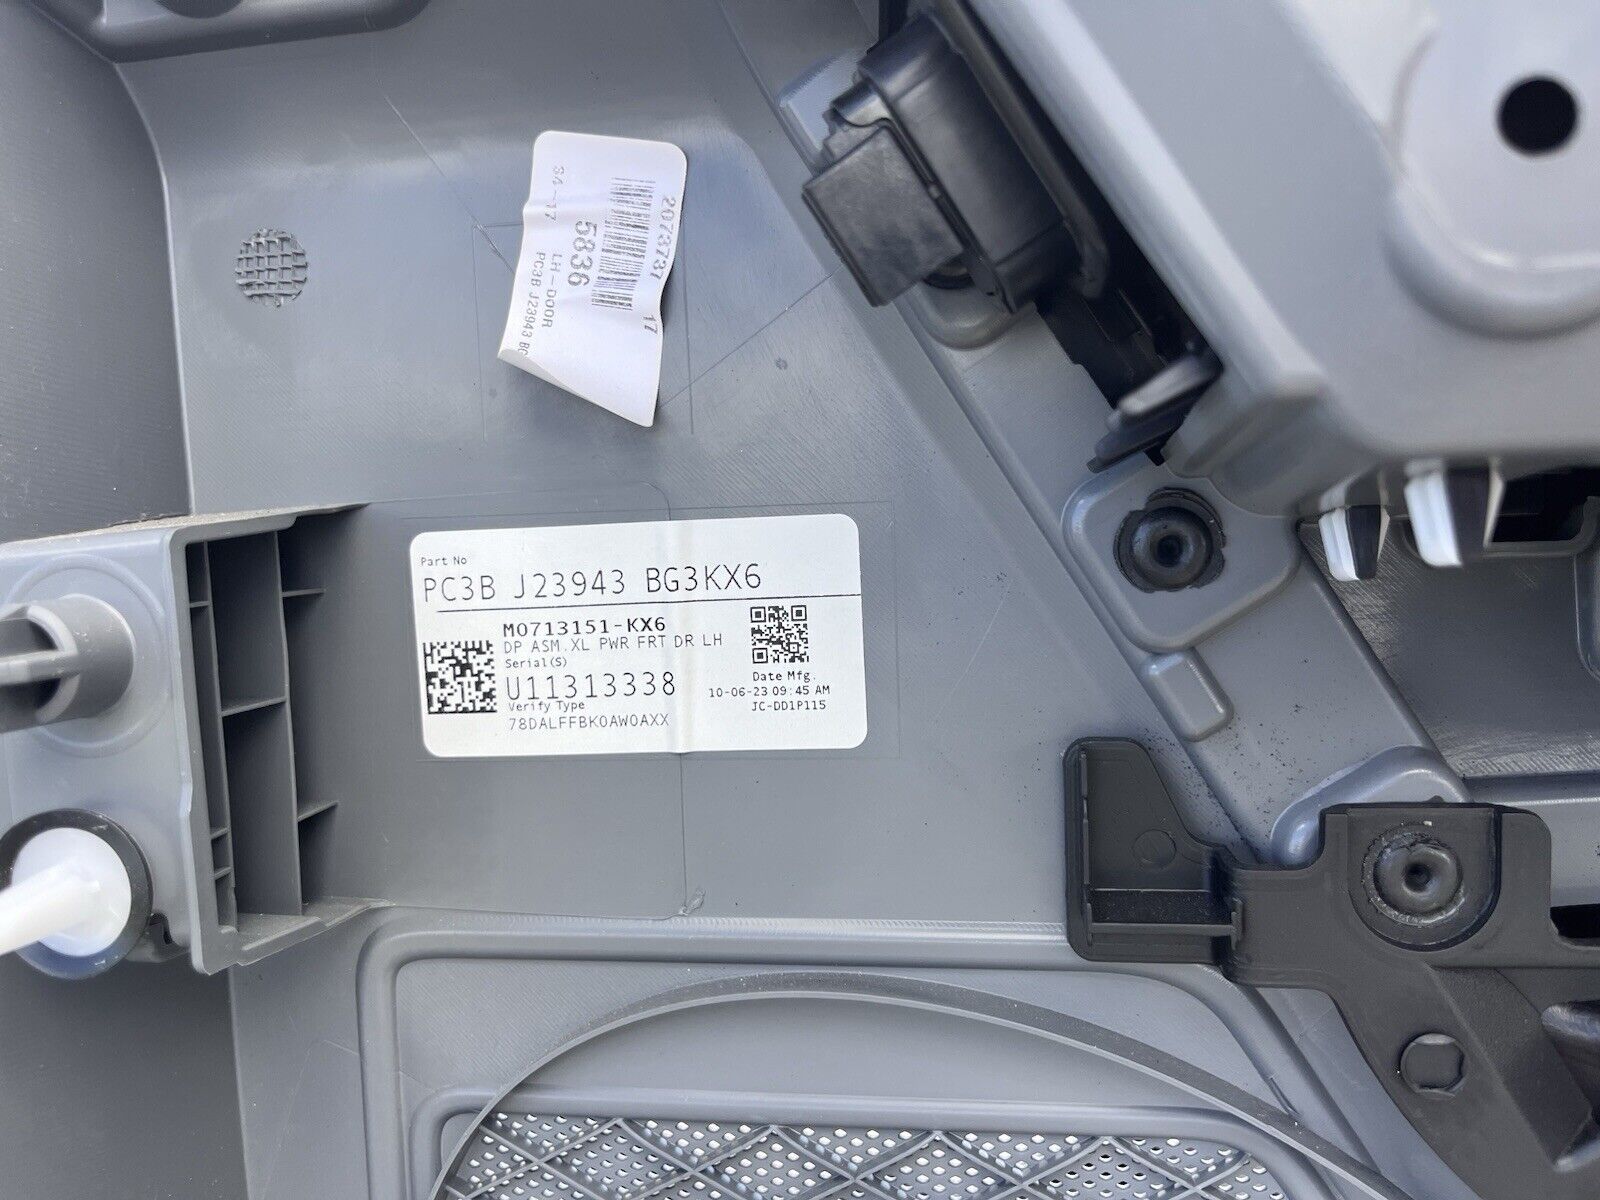 34-17
5836
2073737 17
LH-DOOR
PC3B J23943 BG
Part No
PC3B J23943 BG3KX6
M0713151-KX6
DP ASM.XL PWR FRT DR LH
Serial(S)
U11313338
Verify Type
78DALFFBK0AW0AXX
Date Mfg.
10-06-23 09:45 AM
JC-DD1P115